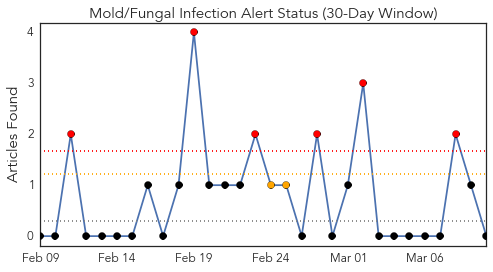 Mold/Fungal Infection Alert Status (30-Day Window)
Articles Found
4
3
2
1
0
Feb 09 Feb 14 Feb 19 Feb 24 Mar 01 Mar 06